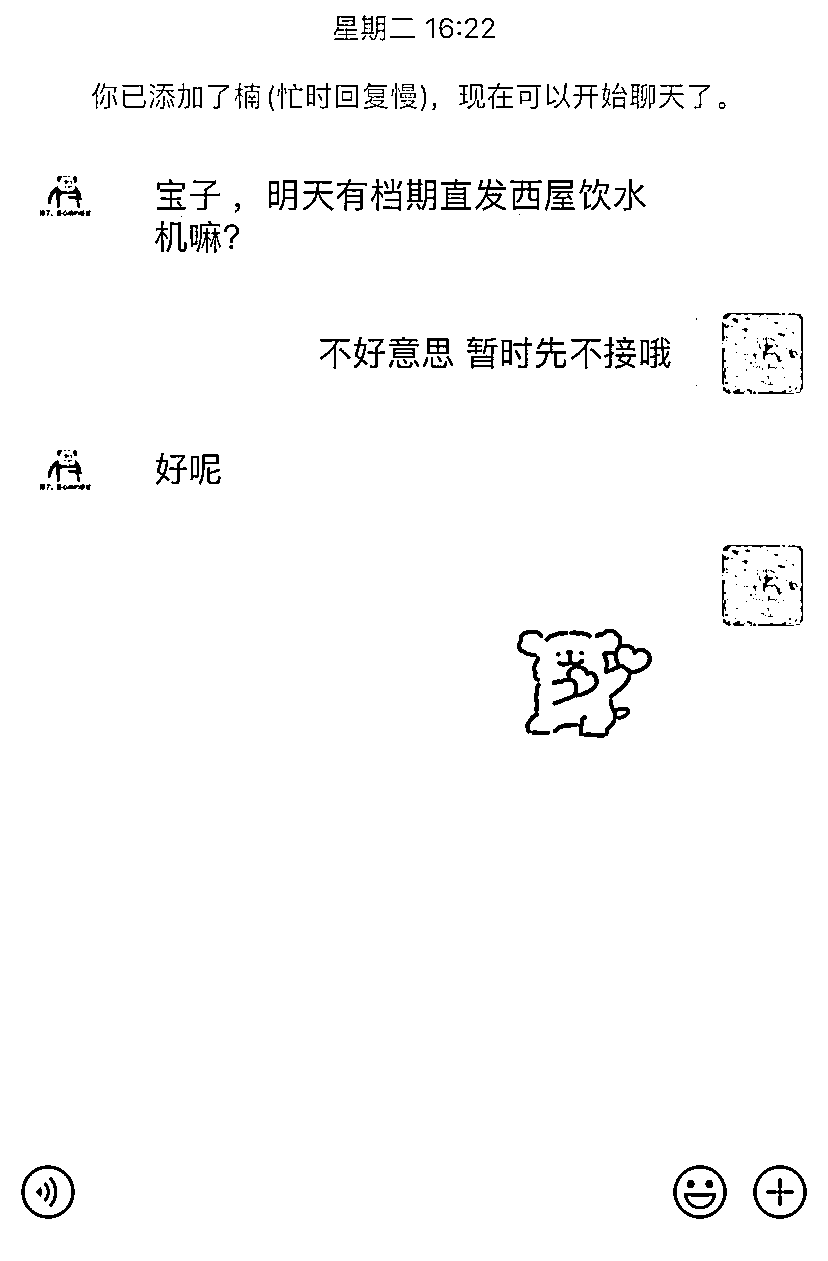 星期二 16:22
你已添加了楠(忙时回复慢)，现在可以开始聊天了。
宝子 ，明天有档期直发西屋饮水
机嘛?
不好意思 暂时先不接哦
好呢